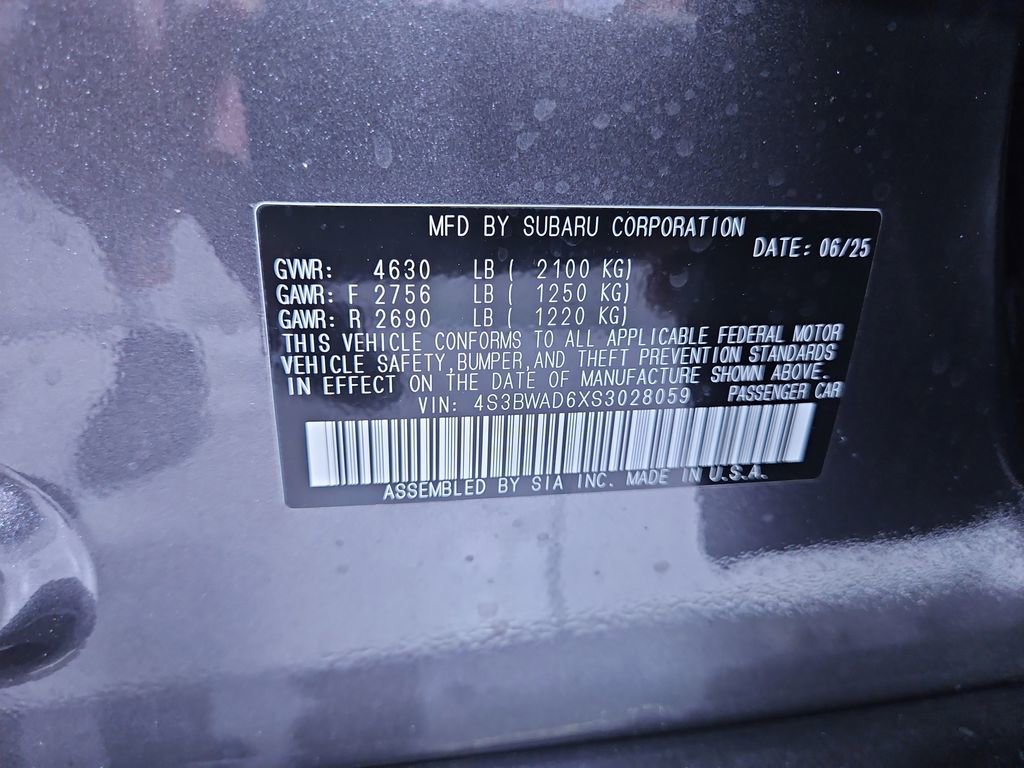 MFD BY SUBARU CORPORATION
DATE: 06/25
GVWR: 4630 LB ( 2100 KG)
GAWR: F 2756 LB ( 1250 KG)
GAWR: R 2690 LB ( 1220 KG)
THIS VEHICLE CONFORMS TO ALL APPLICABLE FEDERAL MOTOR
VEHICLE SAFETY, BUMPER, AND THEFT PREVENTION STANDARDS
IN EFFECT ON THE DATE OF MANUFACTURE SHOWN ABOVE.
VIN: 4S3BWAD6XS3028059 PASSENGER CAR
ASSEMBLED BY SIA INC. MADE IN U.S.A.